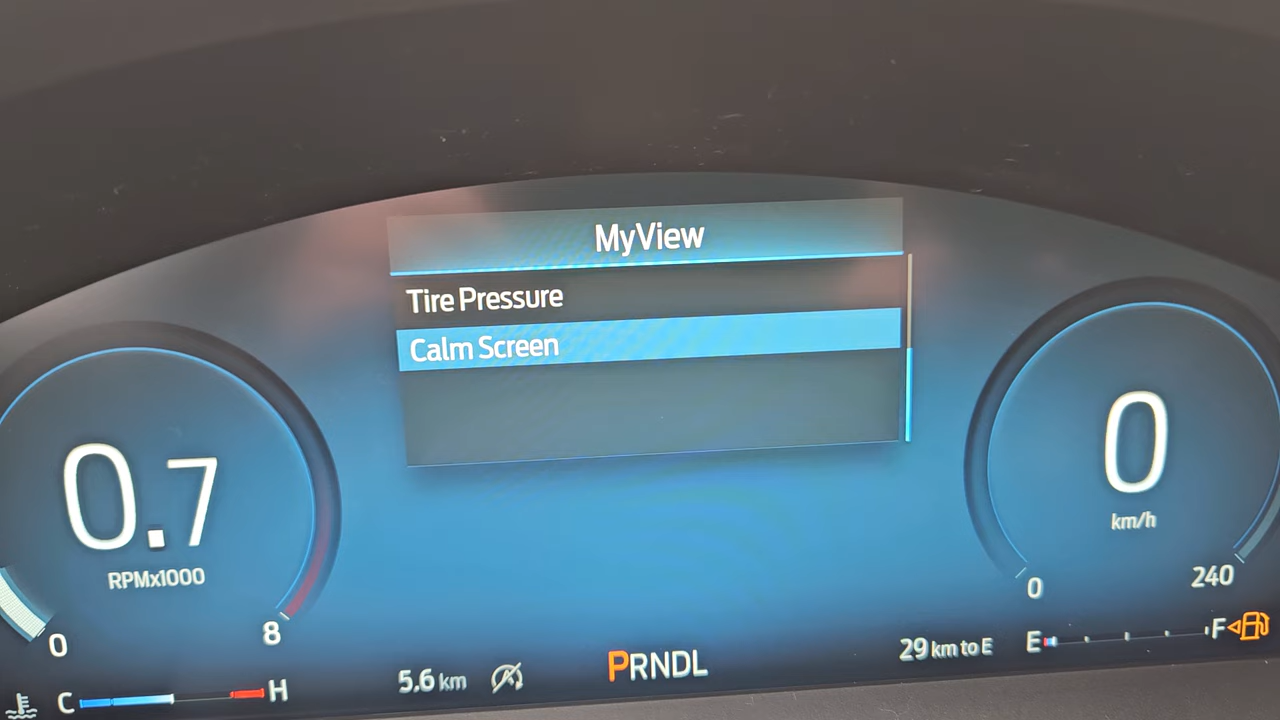 MyView
Tire Pressure
Calm Screen
0.7
RPMx1000
0
8
0
km/h
0
240
C
H
5.6 km
PRNDL
29 km to E
E
F